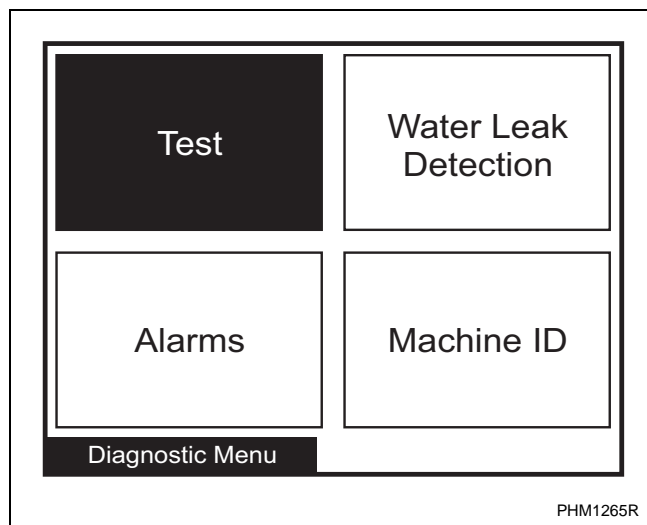 Test
Water Leak
Detection
Alarms
Machine ID
Diagnostic Menu
PHM1265R